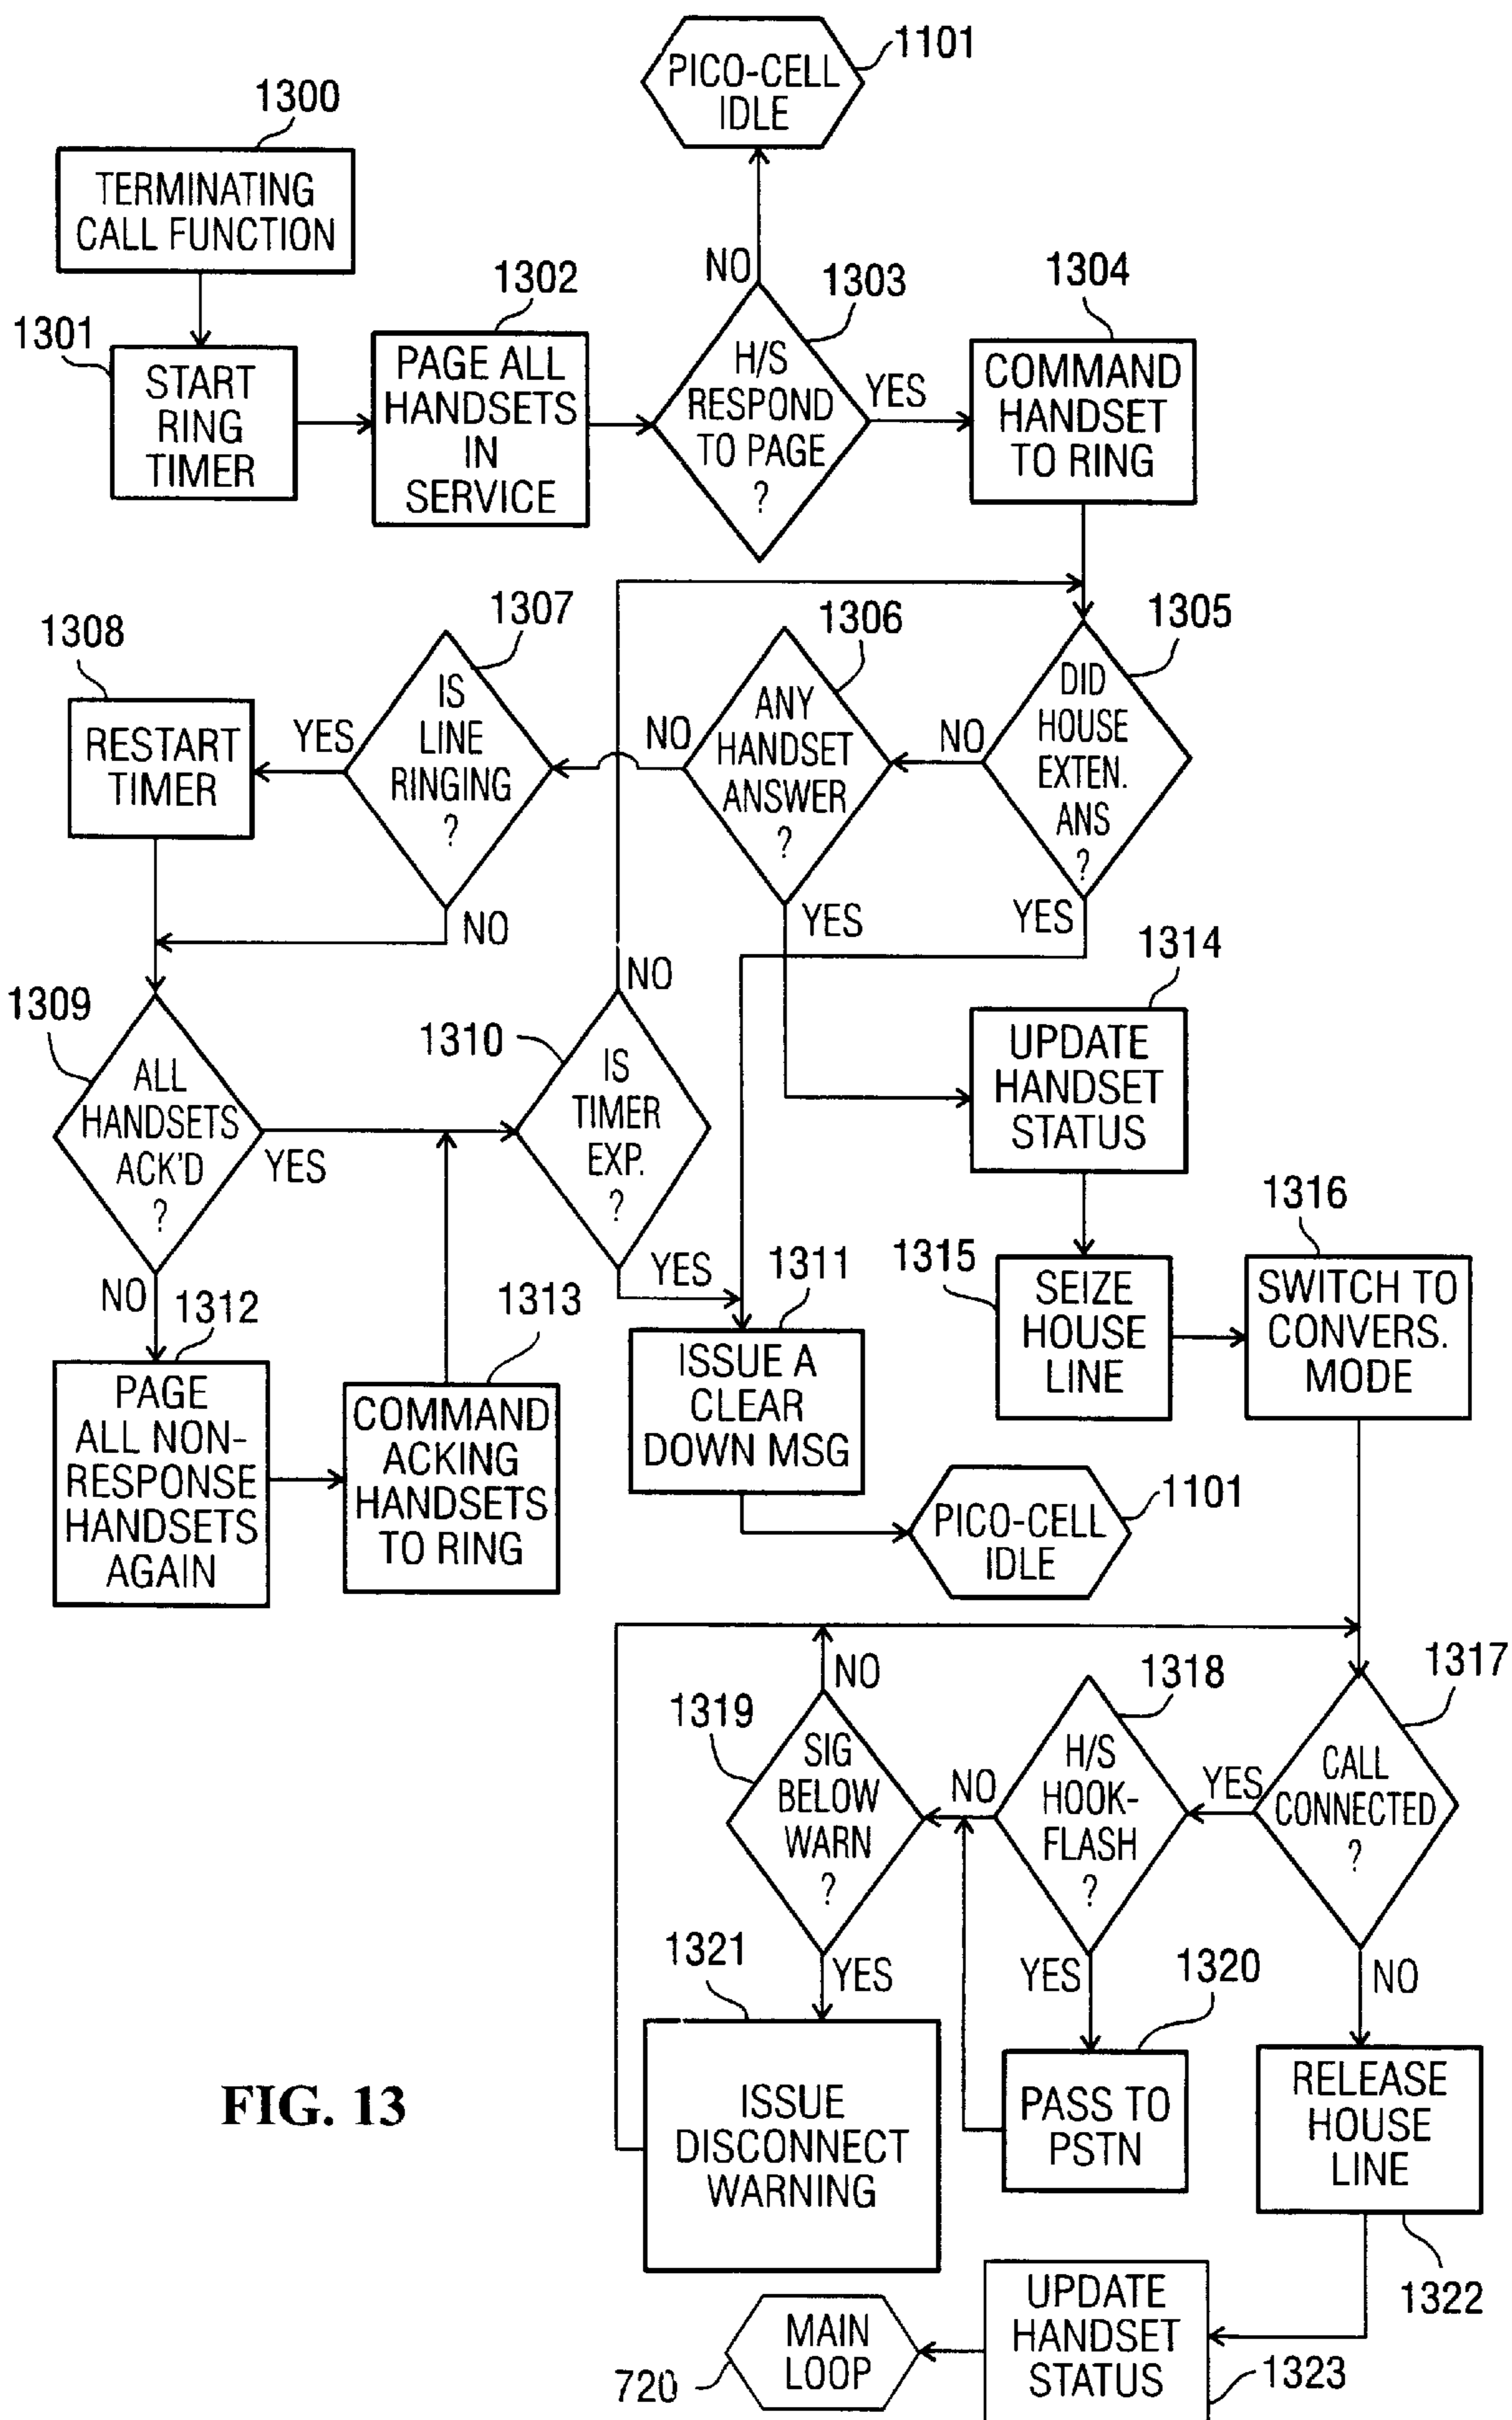 1101
PICO-CELL
IDLE
1300
TERMINATING
CALL FUNCTION
1301
START
RING
TIMER
1302
PAGE ALL
HANDSETS
IN
SERVICE
NO
1303
H/S
RESPOND
TO PAGE
?
YES
1304
COMMAND
HANDSET
TO RING
1305
DID
HOUSE
EXTEN.
ANS
?
NO
YES
1306
ANY
HANDSET
ANSWER
?
NO
YES
1307
IS
LINE
RINGING
?
YES
NO
1308
RESTART
TIMER
1309
ALL
HANDSETS
ACK'D
?
YES
NO
1310
IS
TIMER
EXP.
?
NO
YES
1311
ISSUE A
CLEAR
DOWN MSG
1312
PAGE
ALL NON-
RESPONSE
HANDSETS
AGAIN
1313
COMMAND
ACKING
HANDSETS
TO RING
1314
UPDATE
HANDSET
STATUS
1315
SEIZE
HOUSE
LINE
1316
SWITCH TO
CONVERS.
MODE
1101
PICO-CELL
IDLE
1317
CALL
CONNECTED
?
YES
NO
1318
H/S
HOOK-
FLASH
?
NO
YES
1319
SIG
BELOW
WARN
?
NO
YES
1320
PASS TO
PSTN
1321
ISSUE
DISCONNECT
WARNING
RELEASE
HOUSE
LINE
1322
UPDATE
HANDSET
STATUS
1323
MAIN
LOOP
720
FIG. 13